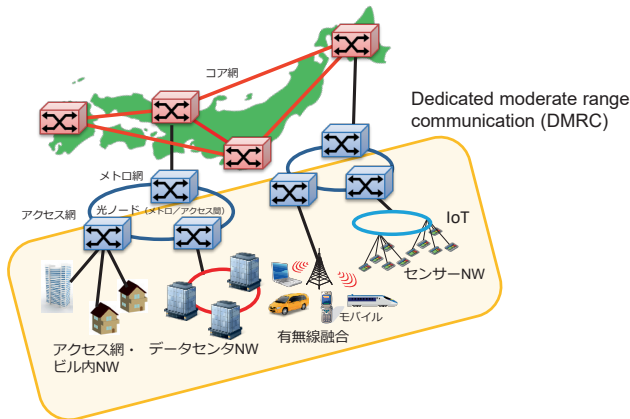 コア網
Dedicated moderate range
communication (DMRC)
メトロ網
アクセス網
光ノード(メトロ/アクセス間)
IoT
センサーNW
モバイル
有無線融合
データセンタNW
アクセス網・
ビル内NW